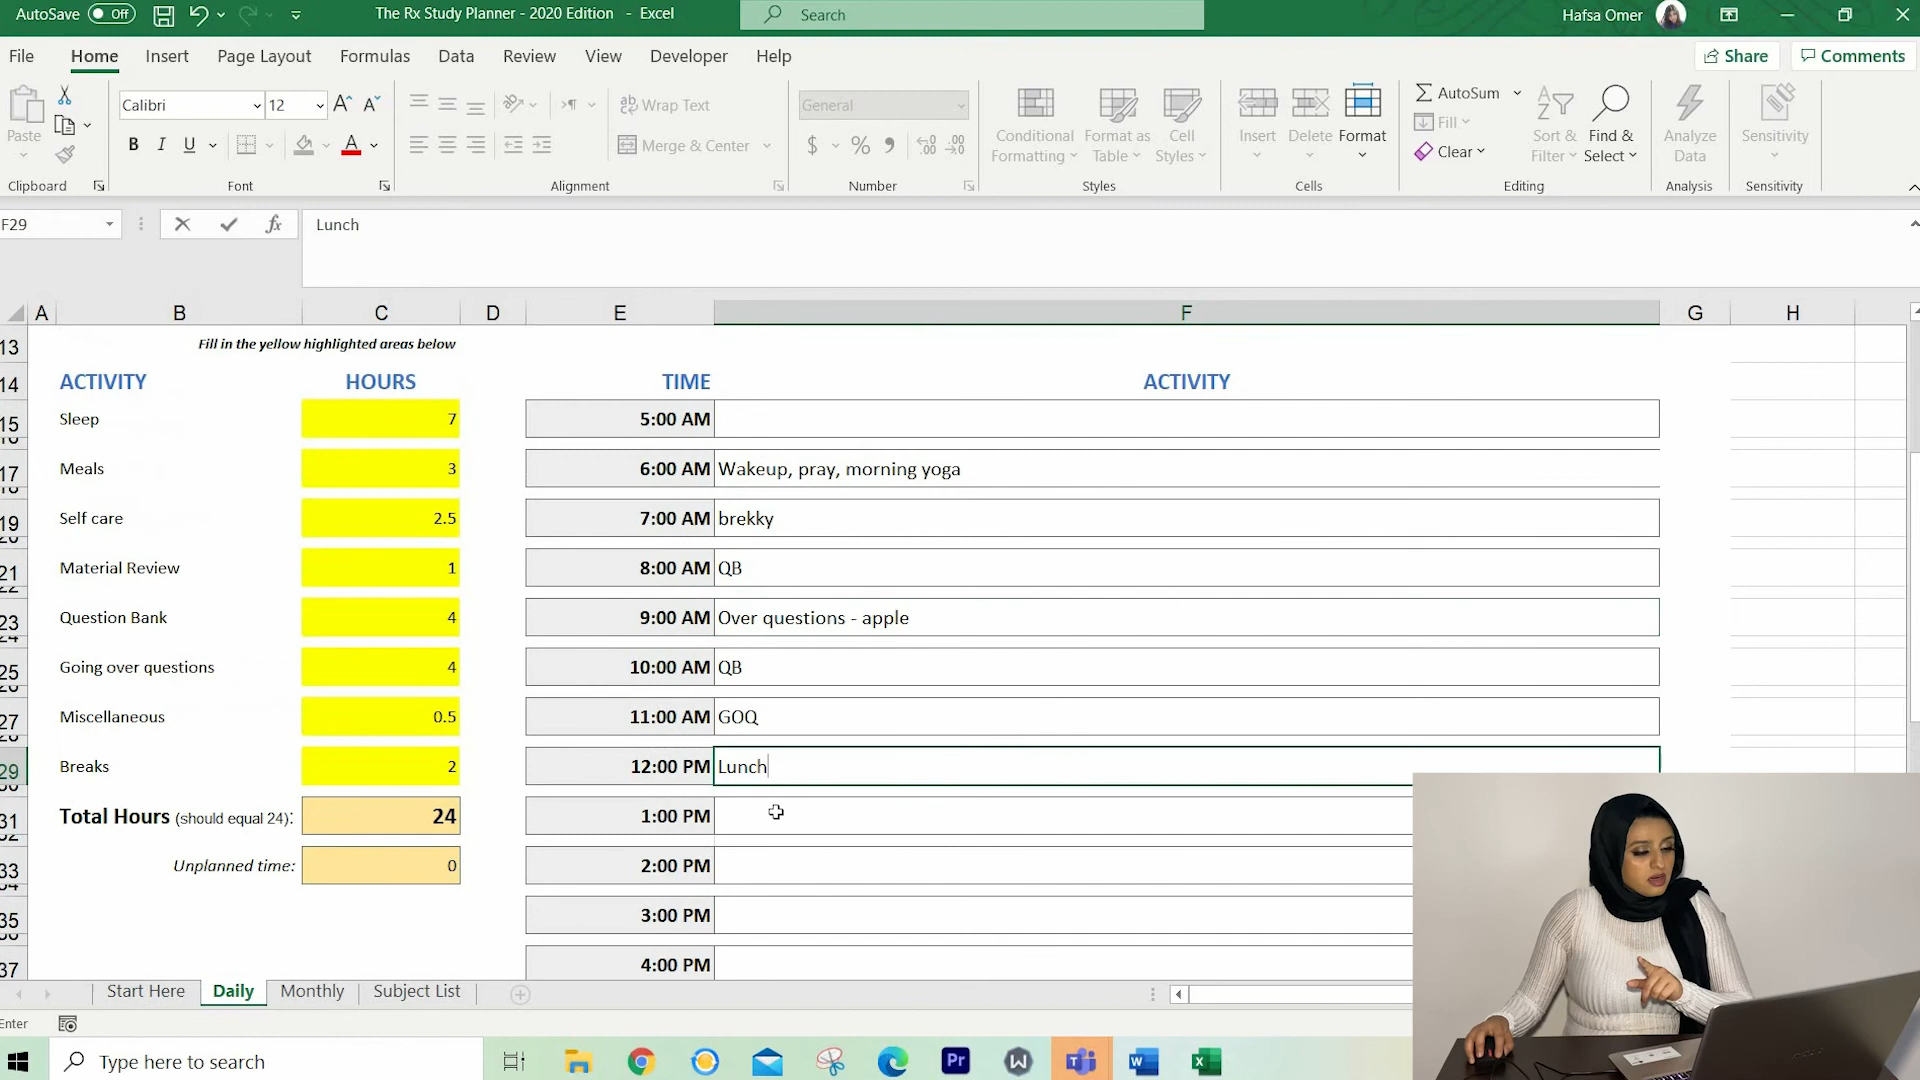 AutoSave Off The Rx Study Planner - 2020 Edition - Excel Search Hafsa Omer
File Home Insert Page Layout Formulas Data Review View Developer Help Share Comments
Calibri 12 Wrap Text General AutoSum
Paste Conditional Format as Cell Insert Delete Format Fill Sort & Find & Analyze Sensitivity
B I U A Merge & Center $ % 9 Formatting Table Styles Clear Filter Select Data
Clipboard Font Alignment Number Styles Cells Editing Analysis Sensitivity
F29 fx Lunch
A B C D E F G H
13 Fill in the yellow highlighted areas below
14 ACTIVITY HOURS TIME ACTIVITY
15 Sleep 7 5:00 AM
17 Meals 3 6:00 AM Wakeup, pray, morning yoga
19 Self care 2.5 7:00 AM brekky
21 Material Review 1 8:00 AM QB
23 Question Bank 4 9:00 AM Over questions - apple
25 Going over questions 4 10:00 AM QB
27 Miscellaneous 0.5 11:00 AM GOQ
29 Breaks 2 12:00 PM Lunch
31 Total Hours (should equal 24): 24 1:00 PM
33 Unplanned time: 0 2:00 PM
35 3:00 PM
37 4:00 PM
Start Here Daily Monthly Subject List
Enter
Type here to search Pr W